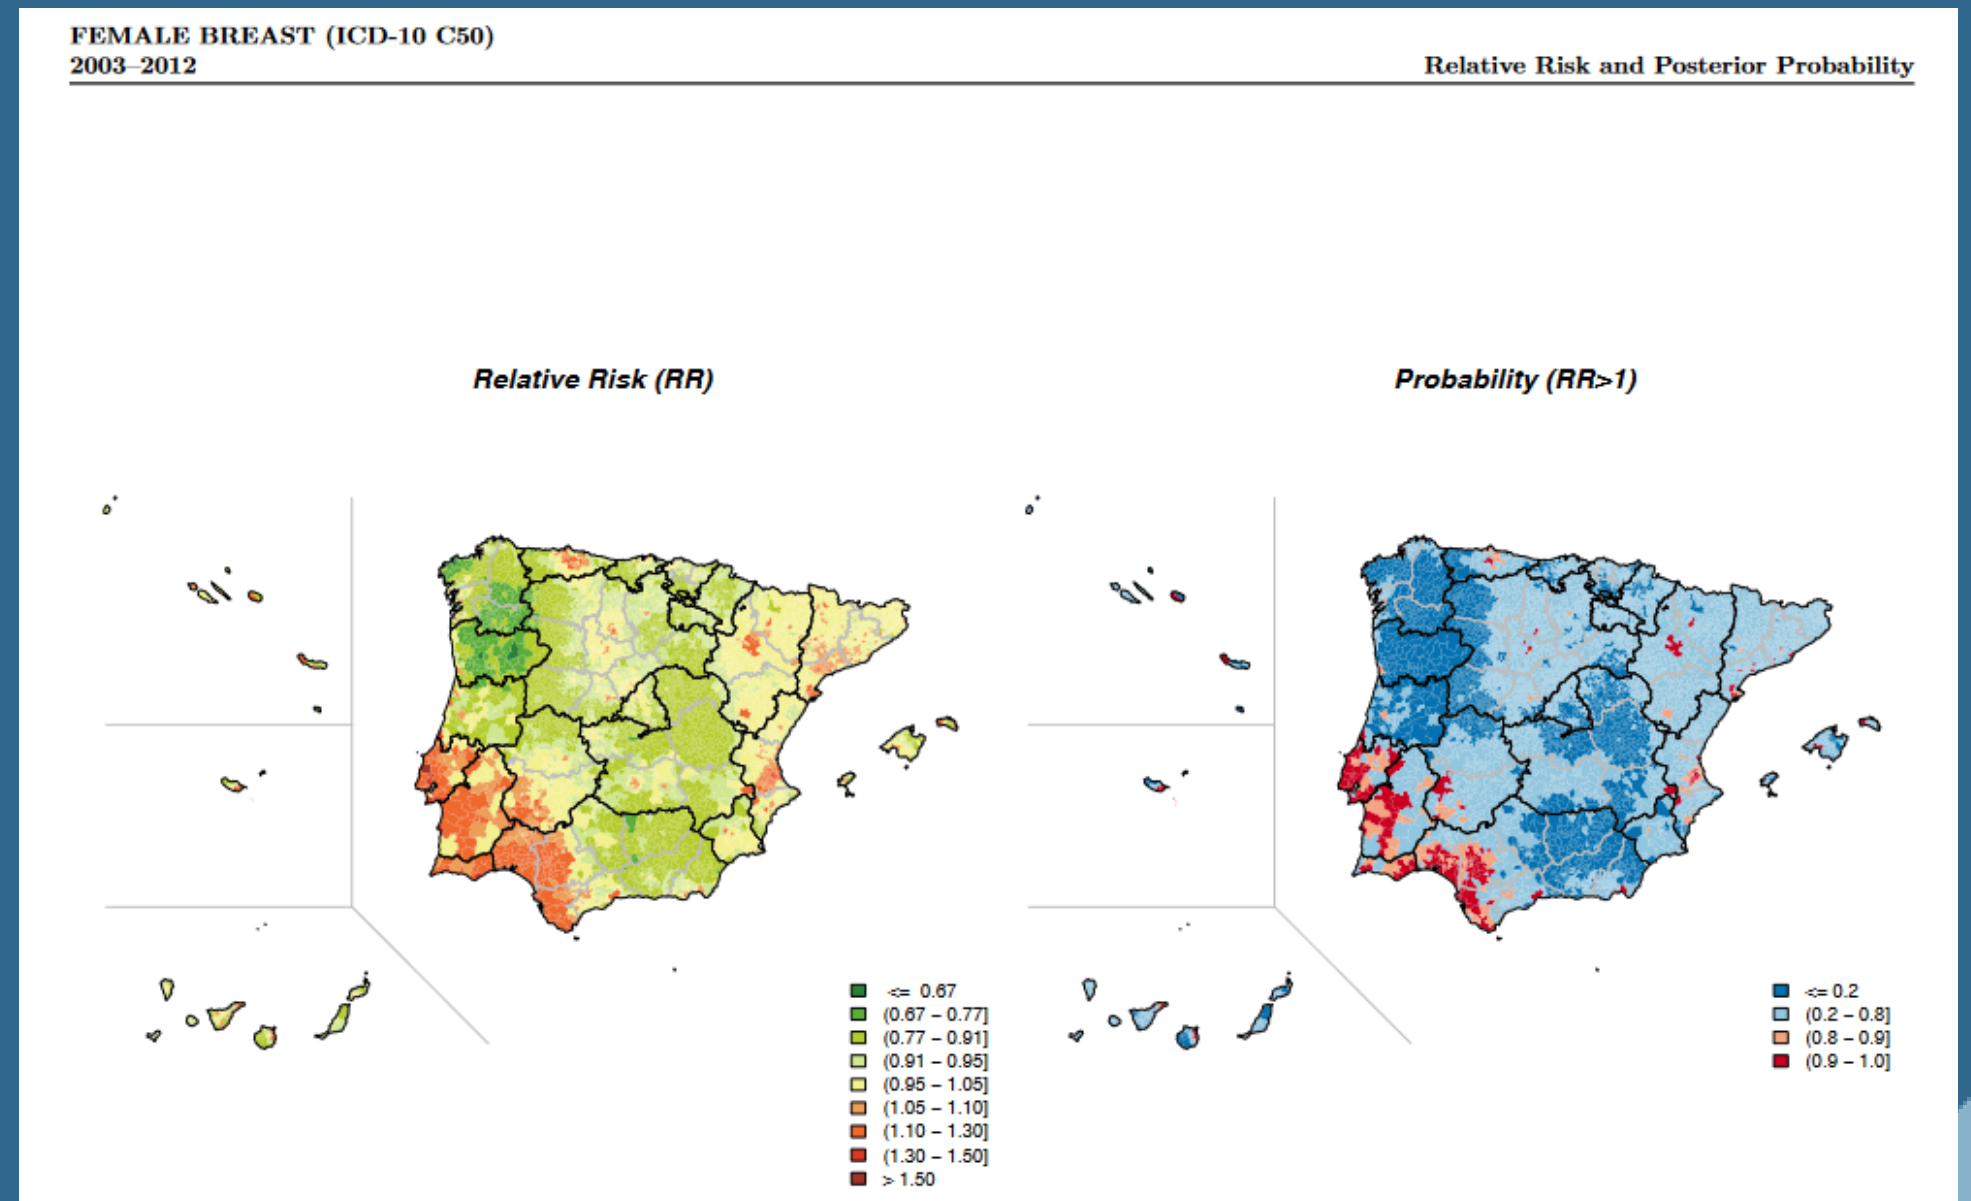 FEMALE BREAST (ICD-10 C50)
2003–2012
Relative Risk and Posterior Probability
Relative Risk (RR)
Probability (RR>1)
<= 0.67
(0.67 – 0.77]
(0.77 – 0.91]
(0.91 – 0.95]
(0.95 – 1.05]
(1.05 – 1.10]
(1.10 – 1.30]
(1.30 – 1.50]
> 1.50
<= 0.2
(0.2 – 0.8]
(0.8 – 0.9]
(0.9 – 1.0]